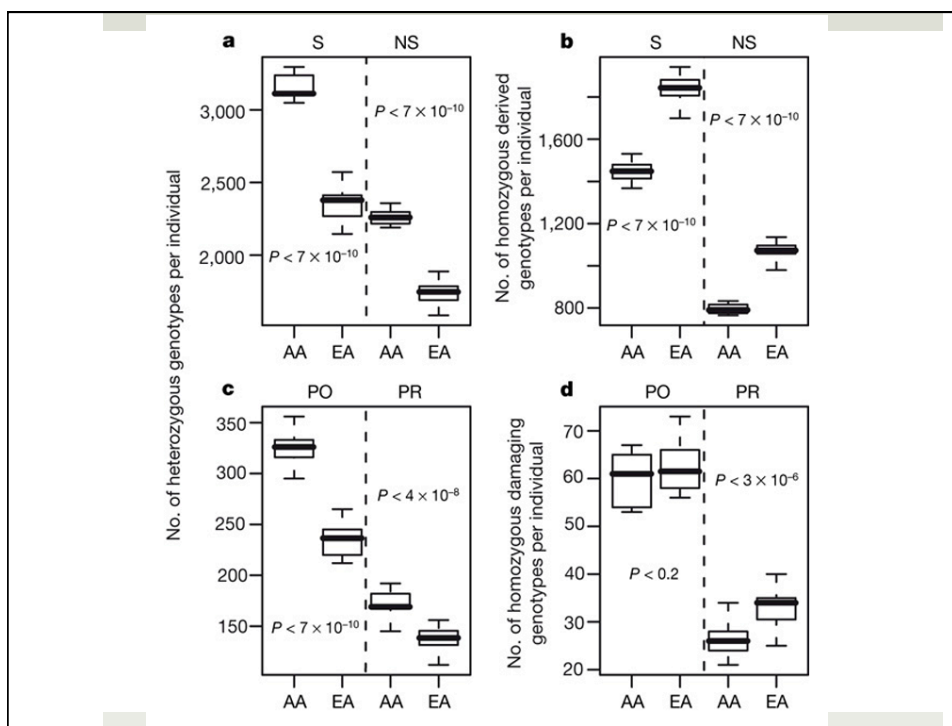 a S NS
No. of heterozygous genotypes per individual
3,000
2,500
2,000
P < 7 × 10⁻¹⁰
P < 7 × 10⁻¹⁰
AA EA AA EA
b S NS
No. of homozygous derived
genotypes per individual
1,600
1,200
800
P < 7 × 10⁻¹⁰
P < 7 × 10⁻¹⁰
AA EA AA EA
c PO PR
350
300
250
200
150
P < 4 × 10⁻⁸
P < 7 × 10⁻¹⁰
AA EA AA EA
d PO PR
No. of homozygous damaging
genotypes per individual
70
60
50
40
30
20
P < 3 × 10⁻⁶
P < 0.2
AA EA AA EA